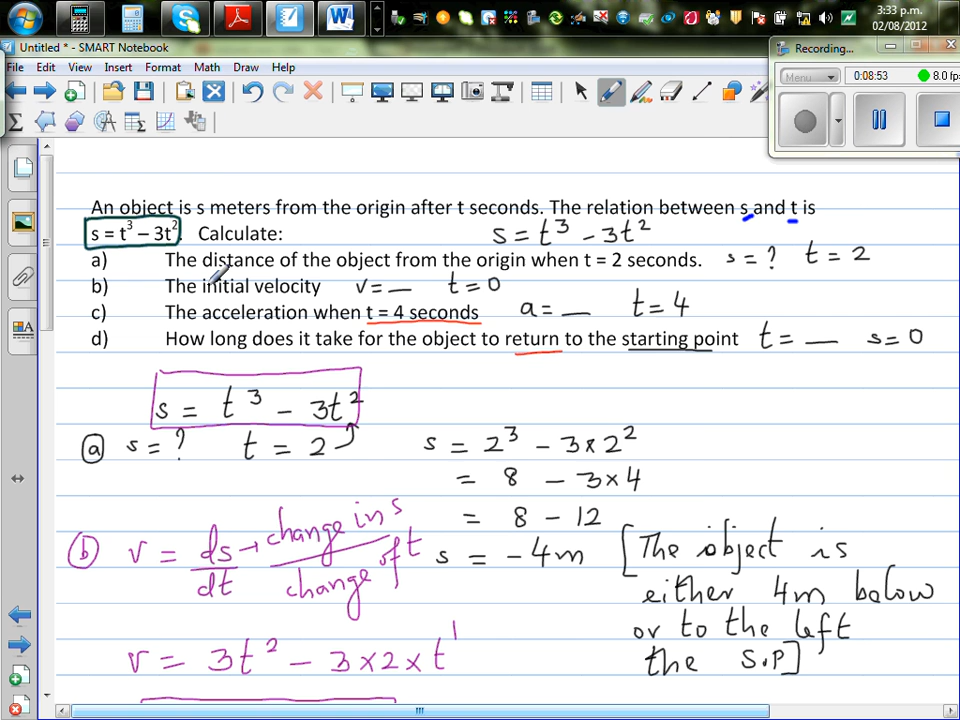 3:33 p.m.
02/08/2012
Untitled * - SMART Notebook
Recording...
File Edit View Insert Format Math Draw Help
Menu 0:08:53 8.0 fp
An object is s meters from the origin after t seconds. The relation between s and t is
s = t³ – 3t². Calculate: s = t³ - 3t²
a) The distance of the object from the origin when t = 2 seconds. s = ? t = 2
b) The initial velocity v = __ t = 0
c) The acceleration when t = 4 seconds a = __ t = 4
d) How long does it take for the object to return to the starting point t = __ s = 0
s = t³ - 3t²
ⓐ s = ? t = 2 s = 2³ - 3×2²
= 8 - 3×4
= 8 - 12
s = -4m [The object is
either 4m below
or to the left
the S.P]
ⓑ v = ds/dt → change in s / change of t
v = 3t² - 3×2×t¹